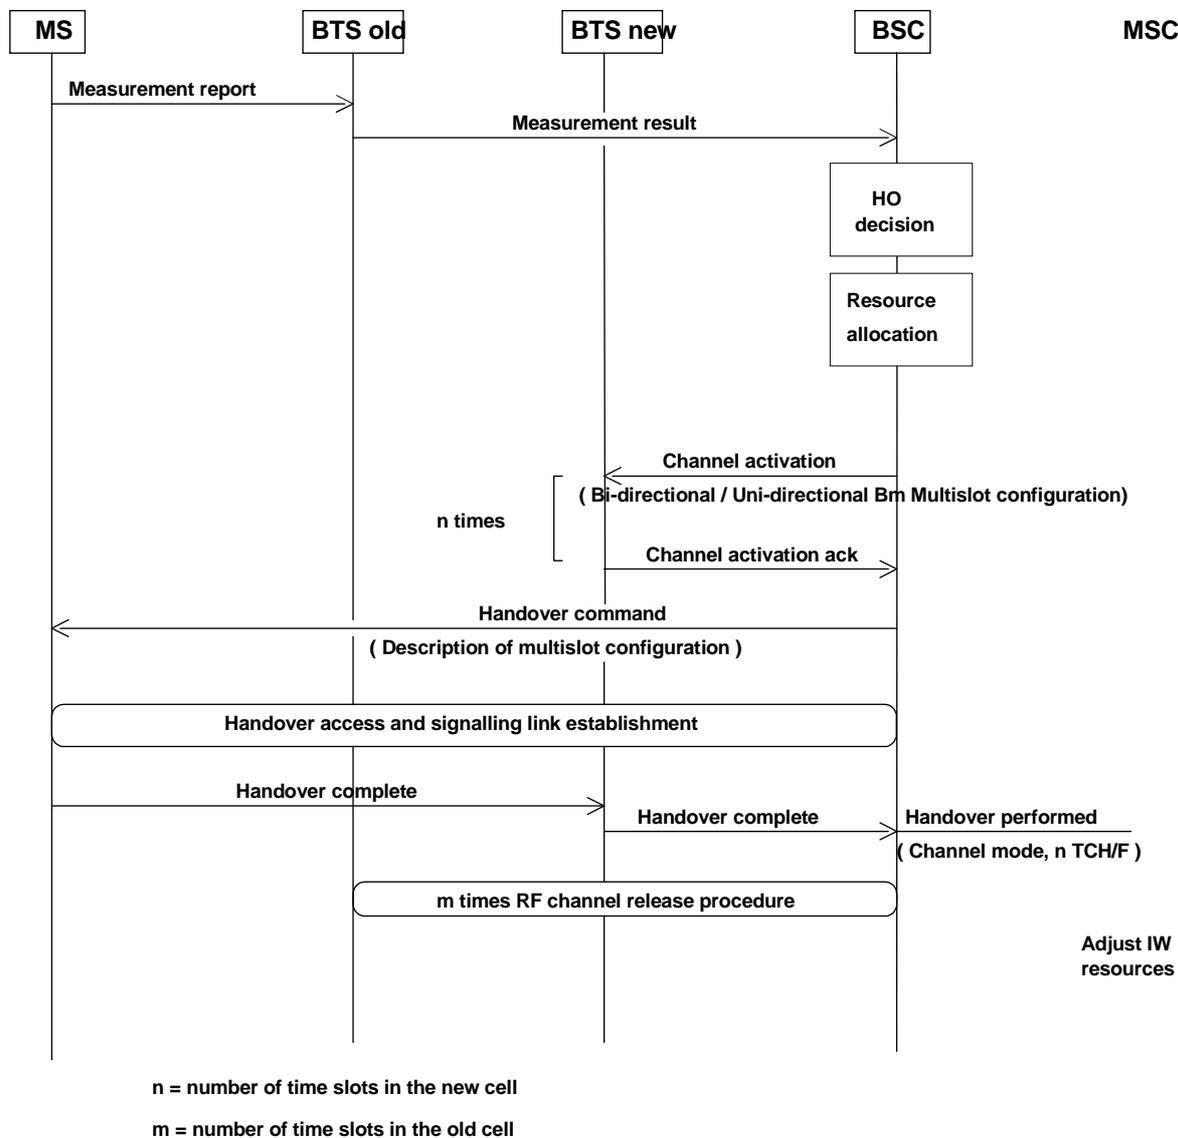 MS
BTS old
BTS new
BSC
MSC
Measurement report
Measurement result
HO
decision
Resource
allocation
Channel activation
( Bi-directional / Uni-directional Bm Multislot configuration)
n times
Channel activation ack
Handover command
( Description of multislot configuration )
Handover access and signalling link establishment
Handover complete
Handover complete
Handover performed
( Channel mode, n TCH/F )
m times RF channel release procedure
Adjust IW
resources
n = number of time slots in the new cell
m = number of time slots in the old cell